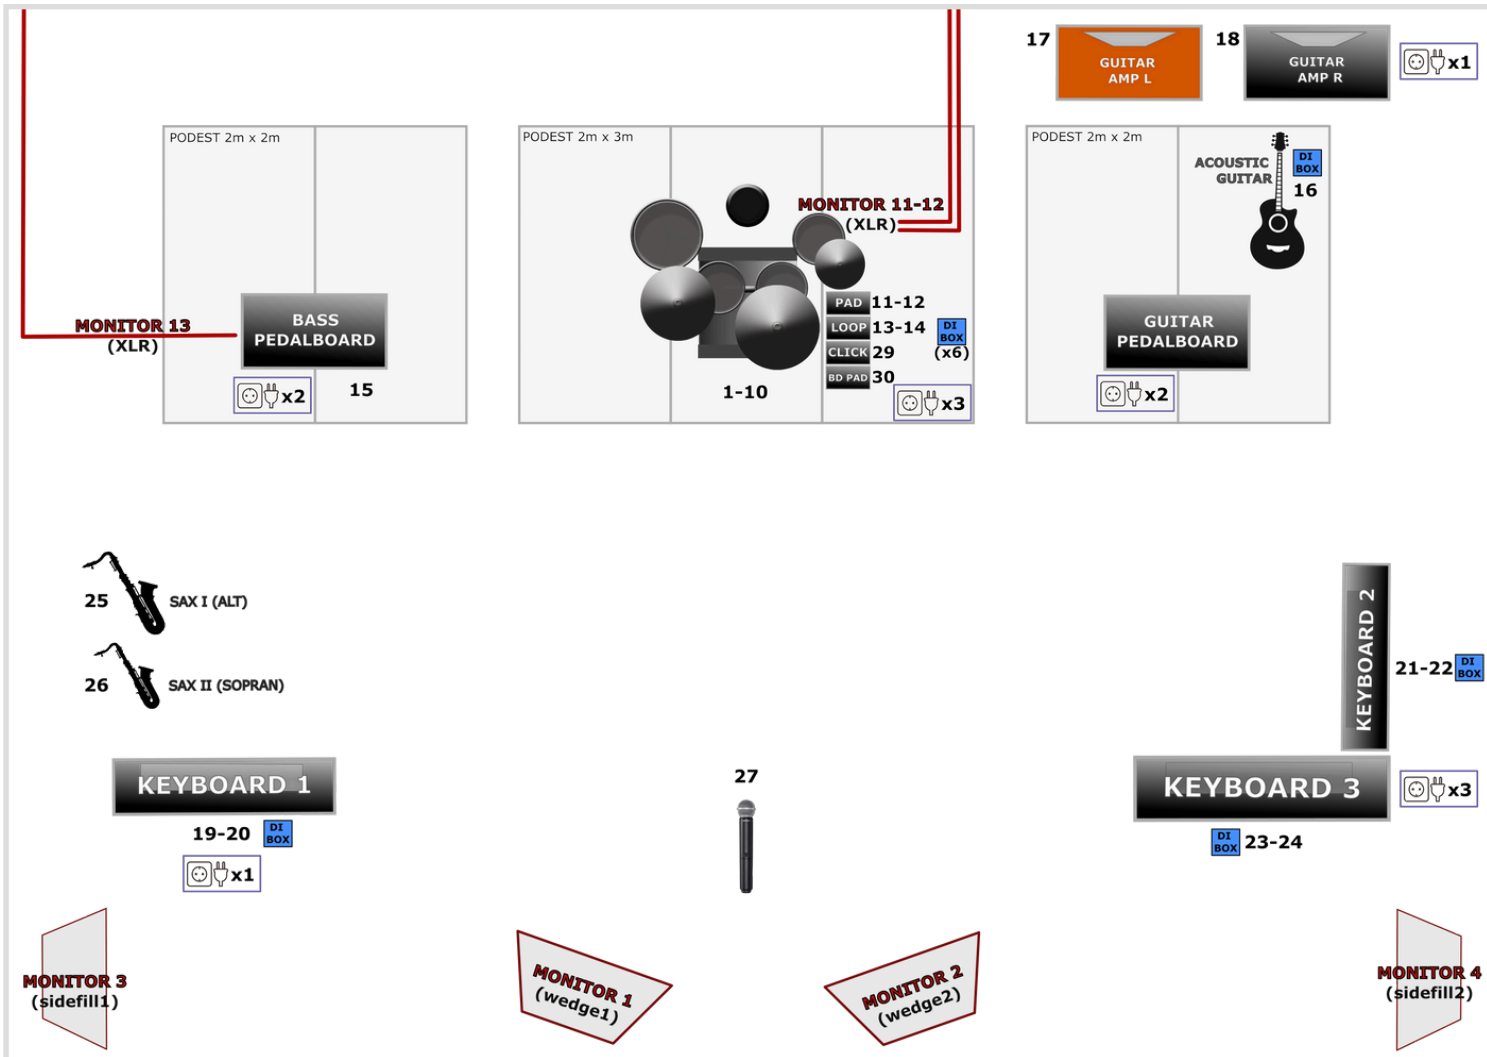 17
GUITAR
AMP L
18
GUITAR
AMP R
x1
PODEST 2m x 2m
PODEST 2m x 3m
PODEST 2m x 2m
ACOUSTIC
GUITAR
DI
BOX
16
MONITOR 11-12
(XLR)
MONITOR 13
(XLR)
BASS
PEDALBOARD
x2
15
PAD 11-12
LOOP 13-14
CLICK 29
BD PAD 30
DI
BOX
(x6)
1-10
x3
GUITAR
PEDALBOARD
x2
25
SAX I (ALT)
26
SAX II (SOPRAN)
KEYBOARD 2
21-22
DI
BOX
KEYBOARD 1
19-20
DI
BOX
x1
27
KEYBOARD 3
x3
DI
BOX
23-24
MONITOR 3
(sidefill1)
MONITOR 1
(wedge1)
MONITOR 2
(wedge2)
MONITOR 4
(sidefill2)